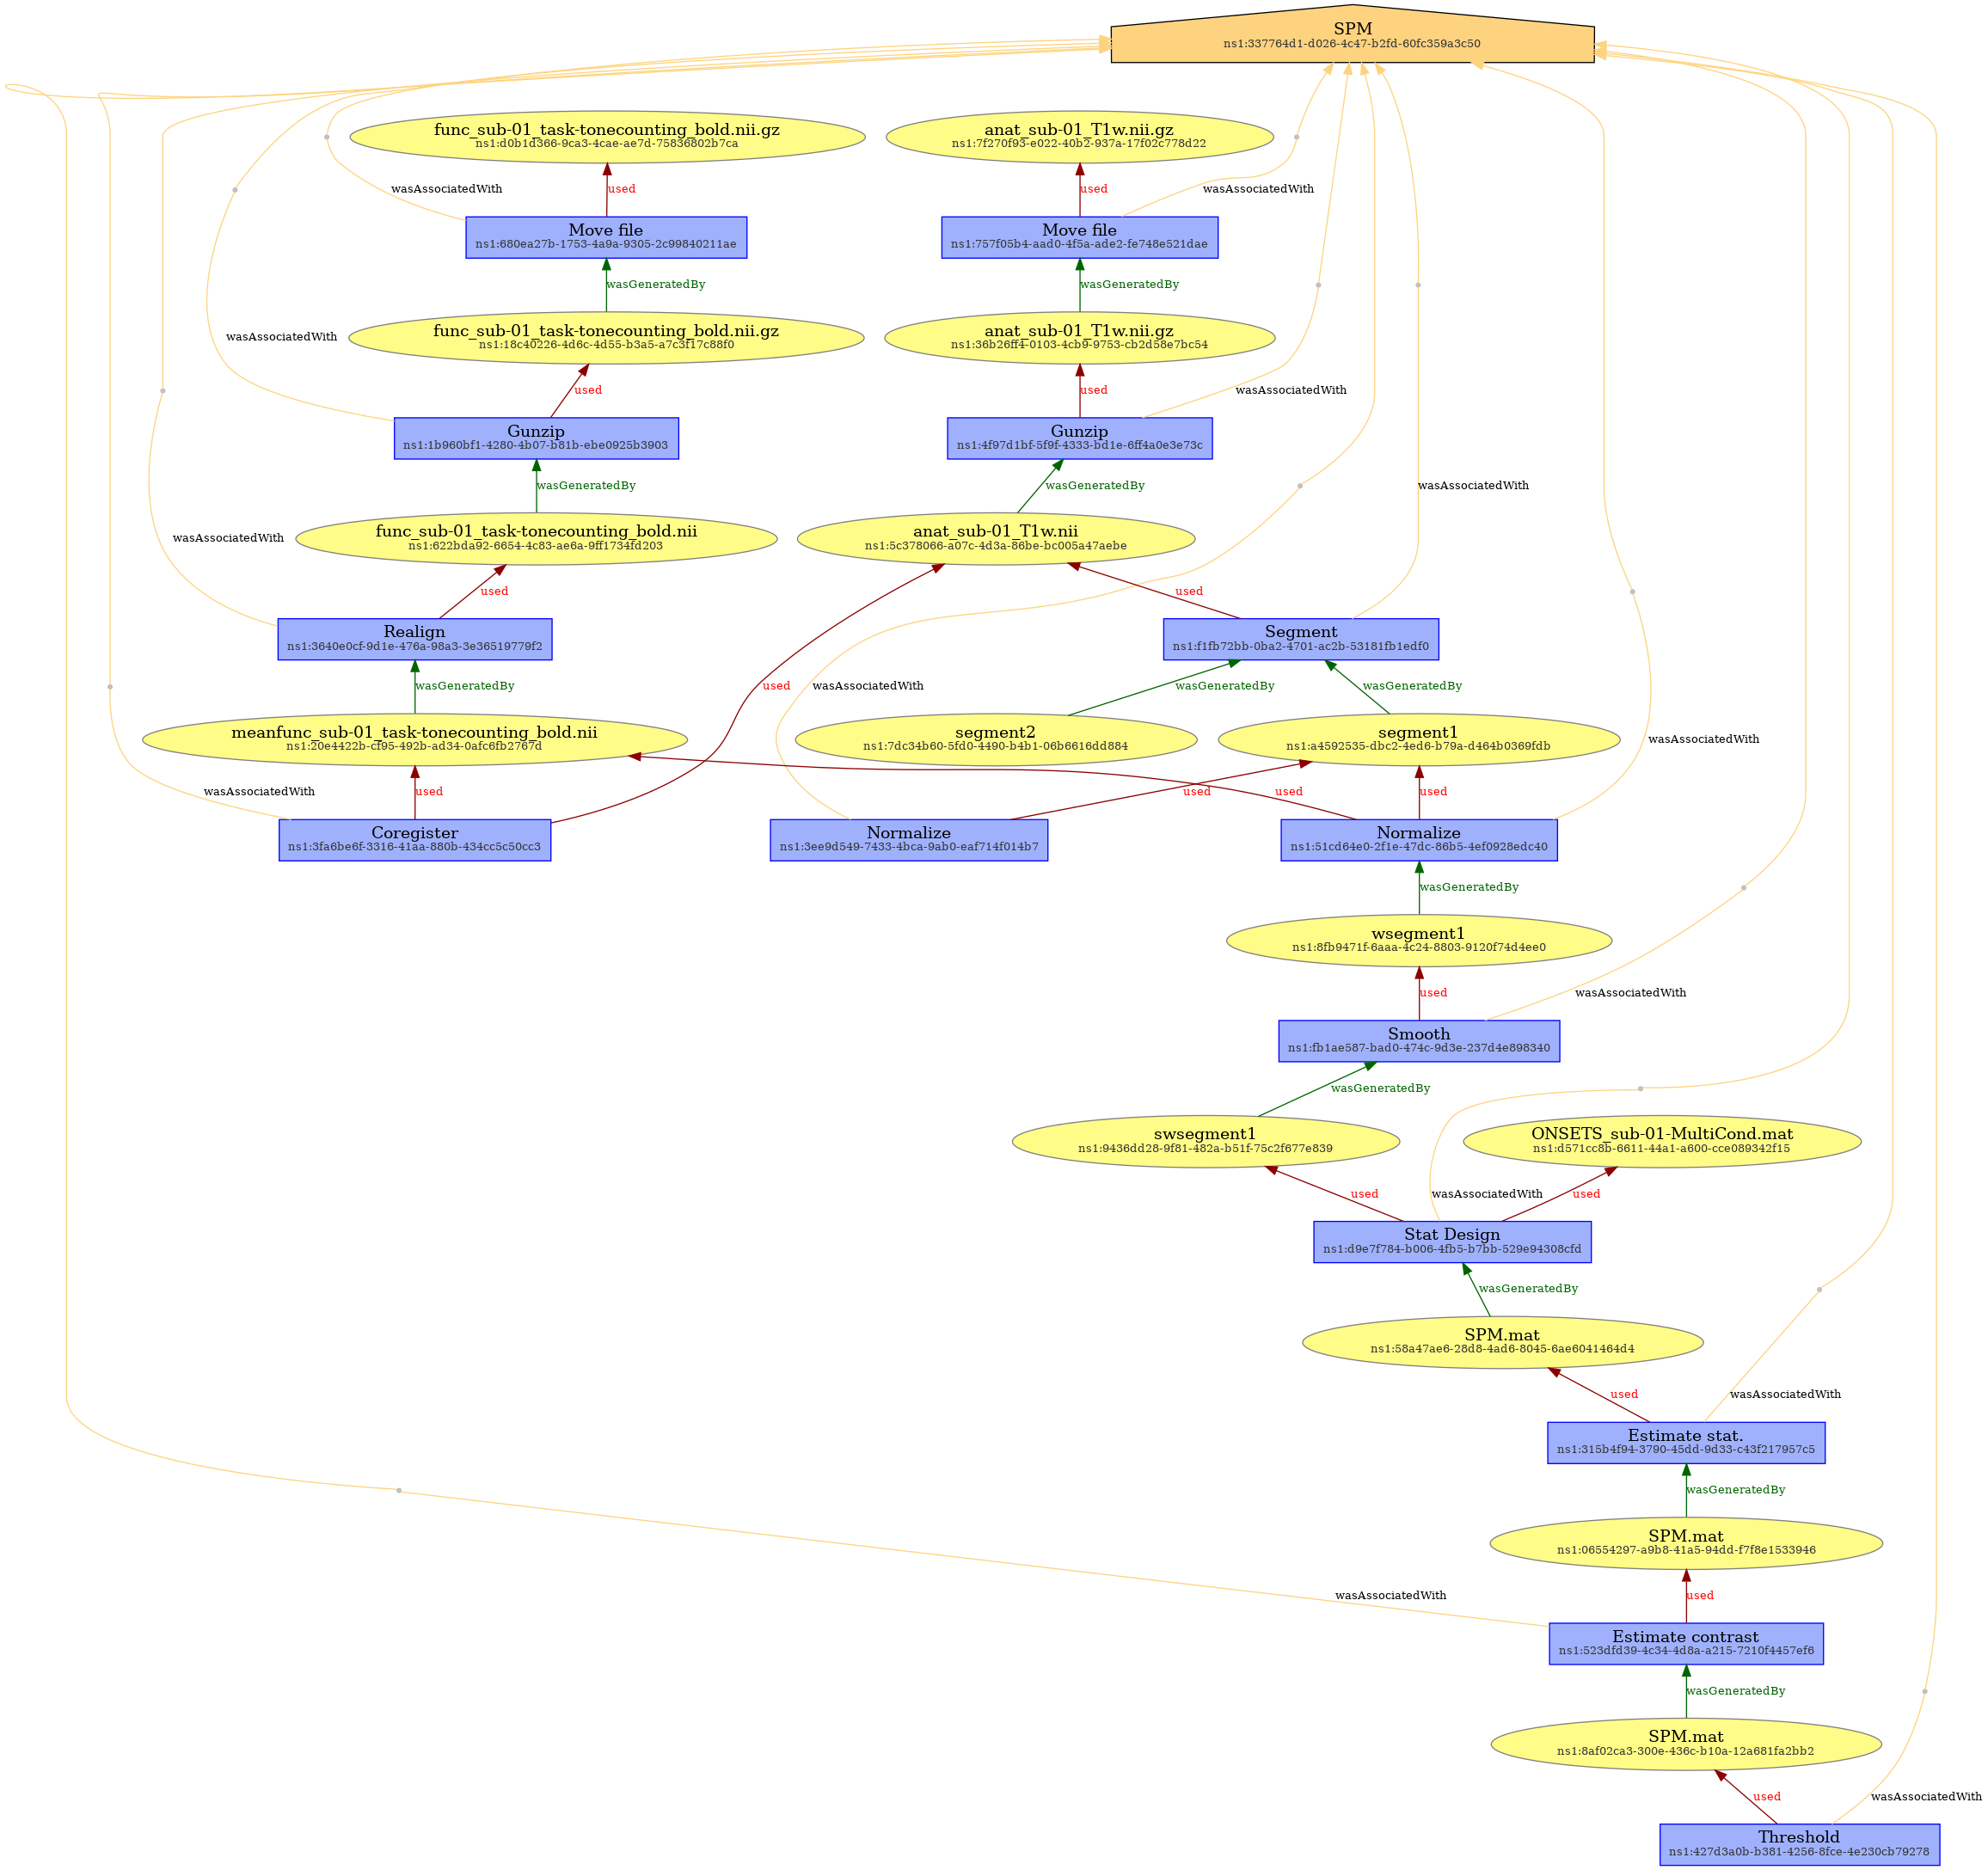 SPM
ns1:337764d1-d026-4c47-b2fd-60fc359a3c50
func_sub-01_task-tonecounting_bold.nii.gz
ns1:d0b1d366-9ca3-4cae-ae7d-75836802b7ca
anat_sub-01_T1w.nii.gz
ns1:7f270f93-e022-40b2-937a-17f02c778d22
wasAssociatedWith
used
used
wasAssociatedWith
Move file
ns1:680ea27b-1753-4a9a-9305-2c99840211ae
Move file
ns1:757f05b4-aad0-4f5a-ade2-fe748e521dae
wasGeneratedBy
wasGeneratedBy
func_sub-01_task-tonecounting_bold.nii.gz
ns1:18c40226-4d6c-4d55-b3a5-a7c3f17c88f0
anat_sub-01_T1w.nii.gz
ns1:36b26ff4-0103-4cb9-9753-cb2d58e7bc54
wasAssociatedWith
used
used
wasAssociatedWith
Gunzip
ns1:1b960bf1-4280-4b07-b81b-ebe0925b3903
Gunzip
ns1:4f97d1bf-5f9f-4333-bd1e-6ff4a0e3e73c
wasGeneratedBy
wasGeneratedBy
wasAssociatedWith
func_sub-01_task-tonecounting_bold.nii
ns1:622bda92-6654-4c83-ae6a-9ff1734fd203
anat_sub-01_T1w.nii
ns1:5c378066-a07c-4d3a-86be-bc005a47aebe
wasAssociatedWith
used
used
Realign
ns1:3640e0cf-9d1e-476a-98a3-3e36519779f2
Segment
ns1:f1fb72bb-0ba2-4701-ac2b-53181fb1edf0
wasGeneratedBy
used
wasAssociatedWith
wasGeneratedBy
wasGeneratedBy
meanfunc_sub-01_task-tonecounting_bold.nii
ns1:20e4422b-cf95-492b-ad34-0afc6fb2767d
segment2
ns1:7dc34b60-5fd0-4490-b4b1-06b6616dd884
segment1
ns1:a4592535-dbc2-4ed6-b79a-d464b0369fdb
wasAssociatedWith
wasAssociatedWith
used
used
used
used
Coregister
ns1:3fa6be6f-3316-41aa-880b-434cc5c50cc3
Normalize
ns1:3ee9d549-7433-4bca-9ab0-eaf714f014b7
Normalize
ns1:51cd64e0-2f1e-47dc-86b5-4ef0928edc40
wasGeneratedBy
wsegment1
ns1:8fb9471f-6aaa-4c24-8803-9120f74d4ee0
used
wasAssociatedWith
Smooth
ns1:fb1ae587-bad0-474c-9d3e-237d4e898340
wasGeneratedBy
swsegment1
ns1:9436dd28-9f81-482a-b51f-75c2f677e839
ONSETS_sub-01-MultiCond.mat
ns1:d571cc8b-6611-44a1-a600-cce089342f15
used
wasAssociatedWith
used
Stat Design
ns1:d9e7f784-b006-4fb5-b7bb-529e94308cfd
wasGeneratedBy
SPM.mat
ns1:58a47ae6-28d8-4ad6-8045-6ae6041464d4
used
wasAssociatedWith
Estimate stat.
ns1:315b4f94-3790-45dd-9d33-c43f217957c5
wasGeneratedBy
SPM.mat
ns1:06554297-a9b8-41a5-94dd-f7f8e1533946
wasAssociatedWith
used
Estimate contrast
ns1:523dfd39-4c34-4d8a-a215-7210f4457ef6
wasGeneratedBy
SPM.mat
ns1:8af02ca3-300e-436c-b10a-12a681fa2bb2
used
wasAssociatedWith
Threshold
ns1:427d3a0b-b381-4256-8fce-4e230cb79278